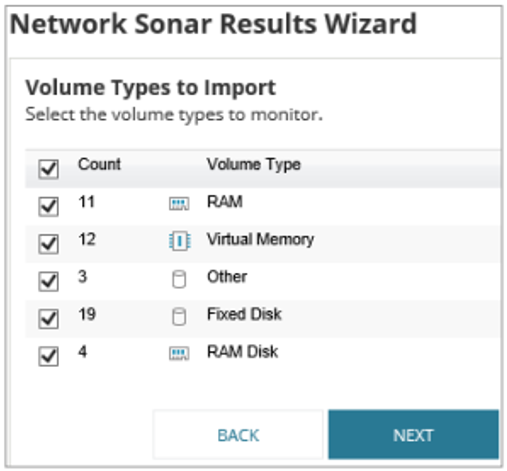 Network Sonar Results Wizard
Volume Types to Import
Select the volume types to monitor.
Count Volume Type
11 RAM
12 Virtual Memory
3 Other
19 Fixed Disk
4 RAM Disk
BACK NEXT